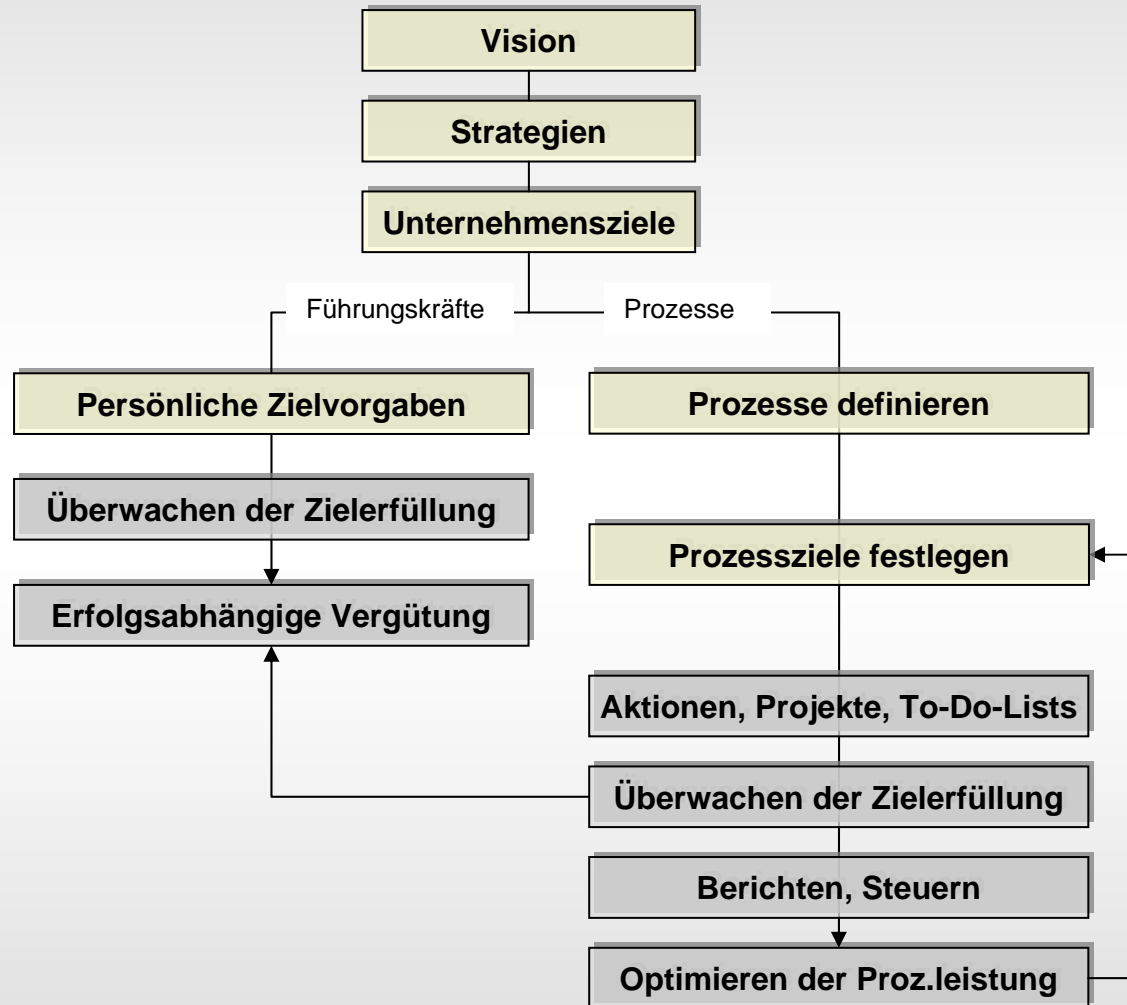 Vision
Strategien
Unternehmensziele
Führungskräfte
Prozesse
Persönliche Zielvorgaben
Prozesse definieren
Überwachen der Zielerfüllung
Prozessziele festlegen
Erfolgsabhängige Vergütung
Aktionen, Projekte, To-Do-Lists
Überwachen der Zielerfüllung
Berichten, Steuern
Optimieren der Proz.leistung